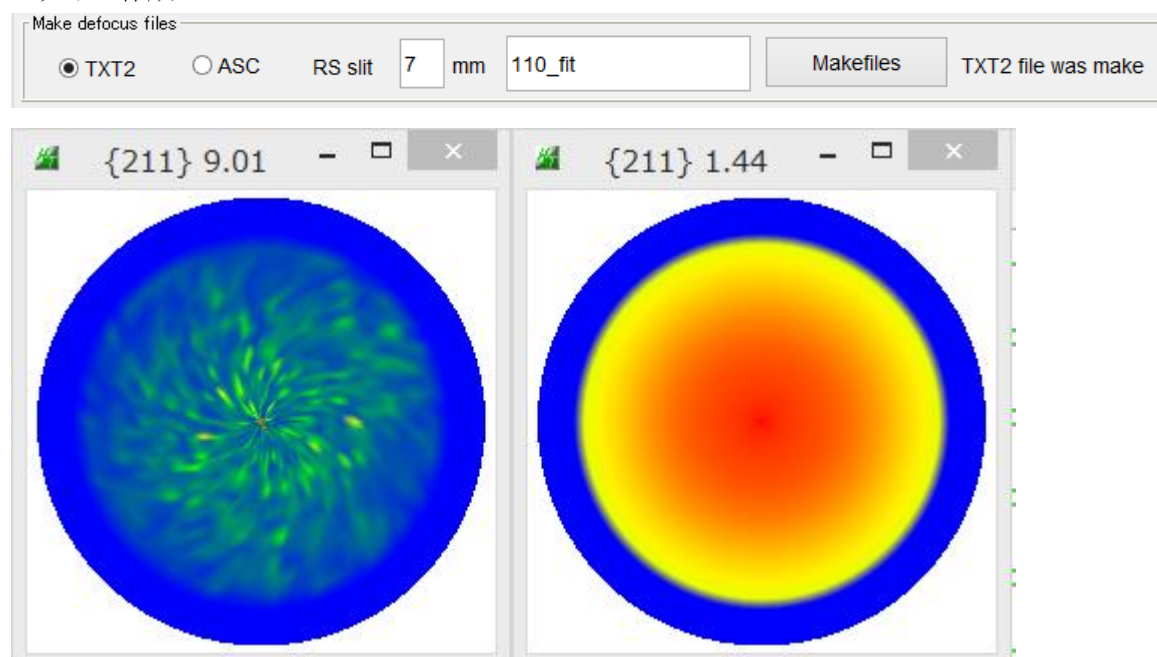 Make defocus files
TXT2 ASC RS slit 7 mm 110_fit Makefiles TXT2 file was make
{211} 9.01 {211} 1.44